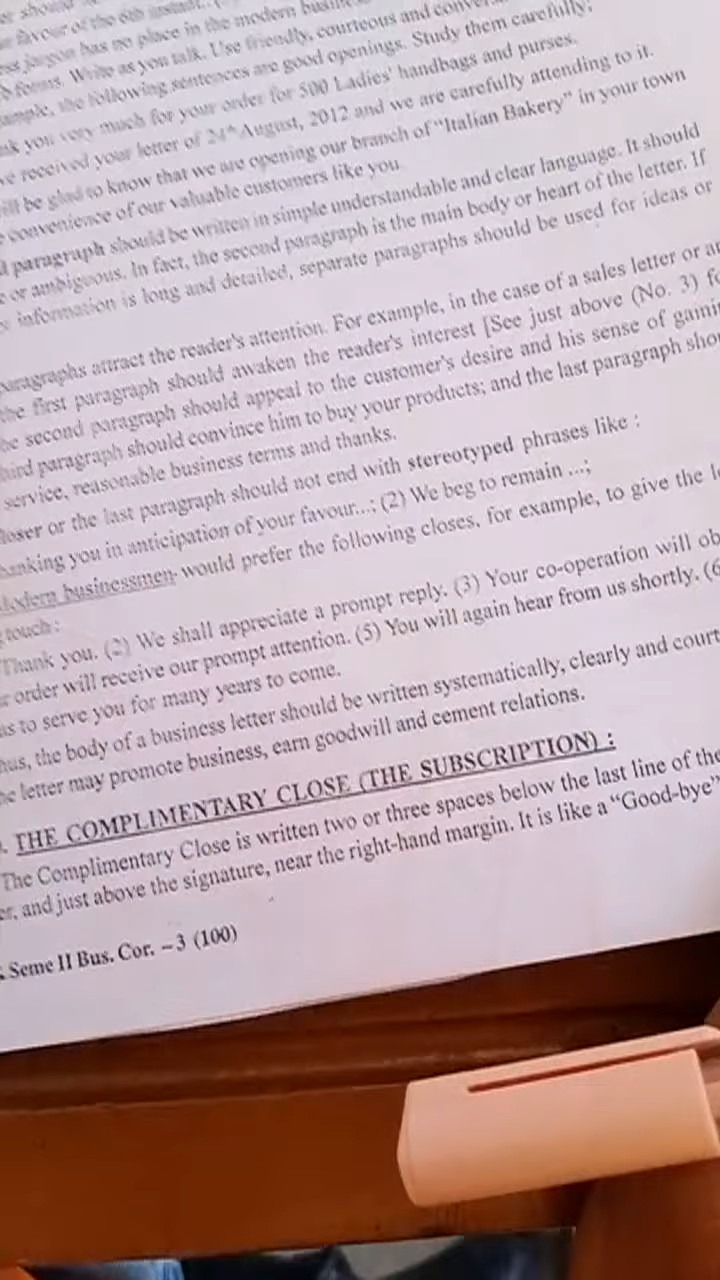 favour of the 6th instant..
jargon has no place in the modern
forms. Write as you talk. Use friendly, courteous and
the following sentences are good openings. Study them carefully:
you very much for your order for 500 Ladies' handbags and purses.
received your letter of 24th August, 2012 and we are carefully attending to it.
be glad to know that we are opening our branch of "Italian Bakery" in your town
convenience of our valuable customers like you.
paragraph should be written in simple understandable and clear language. It should
or ambiguous. In fact, the second paragraph is the main body or heart of the letter. If
information is long and detailed, separate paragraphs should be used for ideas or
paragraphs attract the reader's attention. For example, in the case of a sales letter or
the first paragraph should awaken the reader's interest [See just above (No. 3)
second paragraph should appeal to the customer's desire and his sense of
paragraph should convince him to buy your products; and the last paragraph
service, reasonable business terms and thanks.
or the last paragraph should not end with stereotyped phrases like :
you in anticipation of your favour...; (2) We beg to remain ...;
Modern businessmen would prefer the following closes, for example, to give the
touch :
Thank you. (2) We shall appreciate a prompt reply. (3) Your co-operation will
order will receive our prompt attention. (5) You will again hear from us shortly. (6
to serve you for many years to come.
the body of a business letter should be written systematically, clearly and
letter may promote business, earn goodwill and cement relations.
THE COMPLIMENTARY CLOSE (THE SUBSCRIPTION) :
The Complimentary Close is written two or three spaces below the last line of the
and just above the signature, near the right-hand margin. It is like a "Good-bye"
Seme II Bus. Cor. – 3 (100)